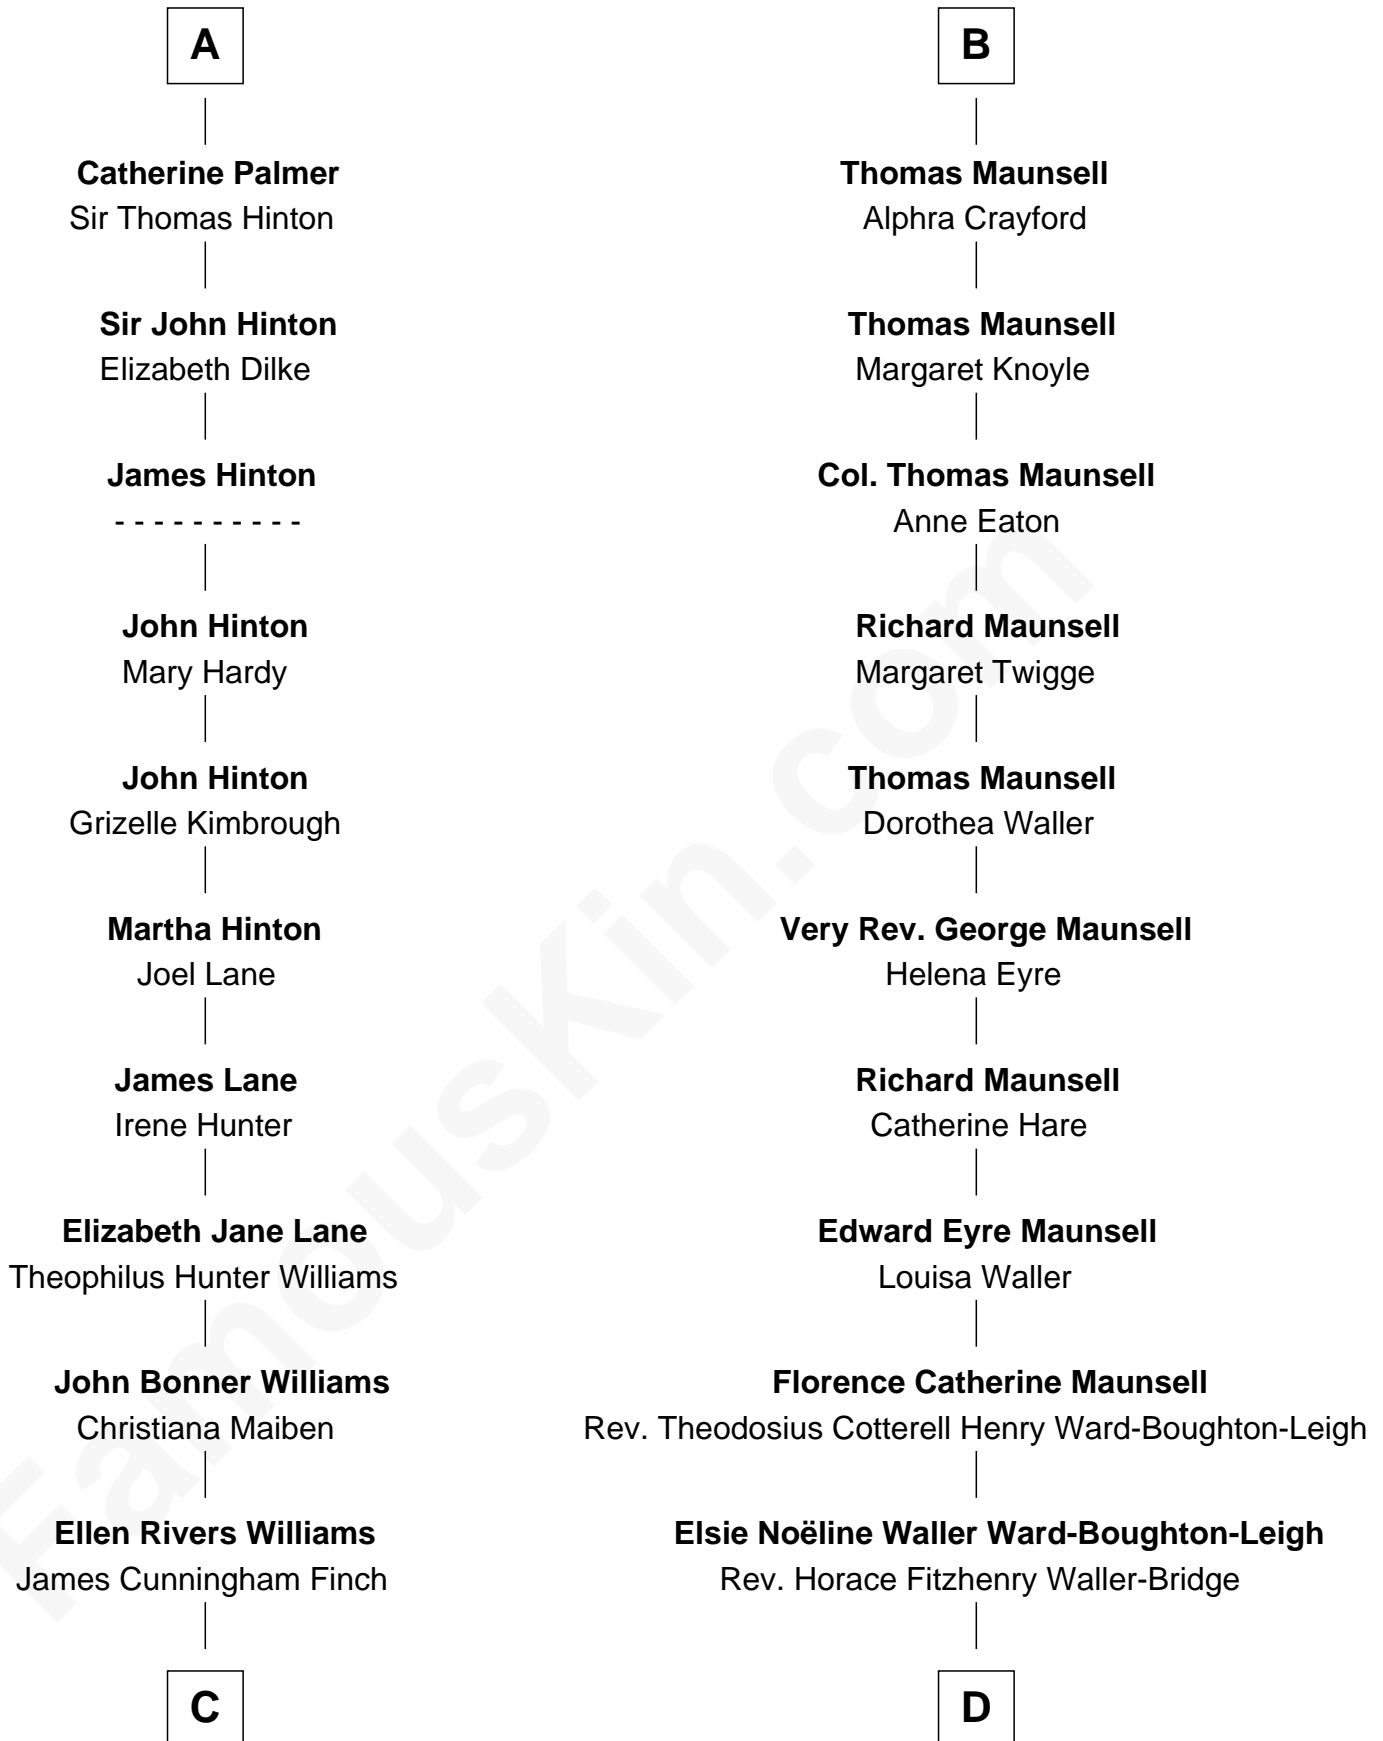 A
Catherine Palmer
Sir Thomas Hinton
Sir John Hinton
Elizabeth Dilke
James Hinton
- - - - - - - - - -
John Hinton
Mary Hardy
John Hinton
Grizelle Kimbrough
Martha Hinton
Joel Lane
James Lane
Irene Hunter
Elizabeth Jane Lane
Theophilus Hunter Williams
John Bonner Williams
Christiana Maiben
Ellen Rivers Williams
James Cunningham Finch
C
B
Thomas Maunsell
Alphra Crayford
Thomas Maunsell
Margaret Knoyle
Col. Thomas Maunsell
Anne Eaton
Richard Maunsell
Margaret Twigge
Thomas Maunsell
Dorothea Waller
Very Rev. George Maunsell
Helena Eyre
Richard Maunsell
Catherine Hare
Edward Eyre Maunsell
Louisa Waller
Florence Catherine Maunsell
Rev. Theodosius Cotterell Henry Ward-Boughton-Leigh
Elsie Noëline Waller Ward-Boughton-Leigh
Rev. Horace Fitzhenry Waller-Bridge
D
FamousKin.com